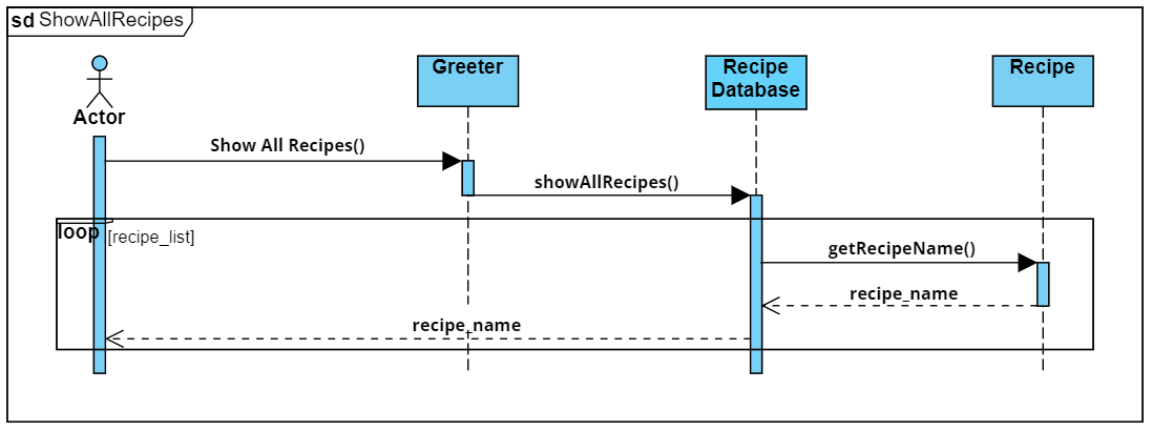 sd ShowAllRecipes
Actor
Greeter
Recipe
Database
Recipe
Show All Recipes()
showAllRecipes()
loop [recipe_list]
getRecipeName()
recipe_name
recipe_name